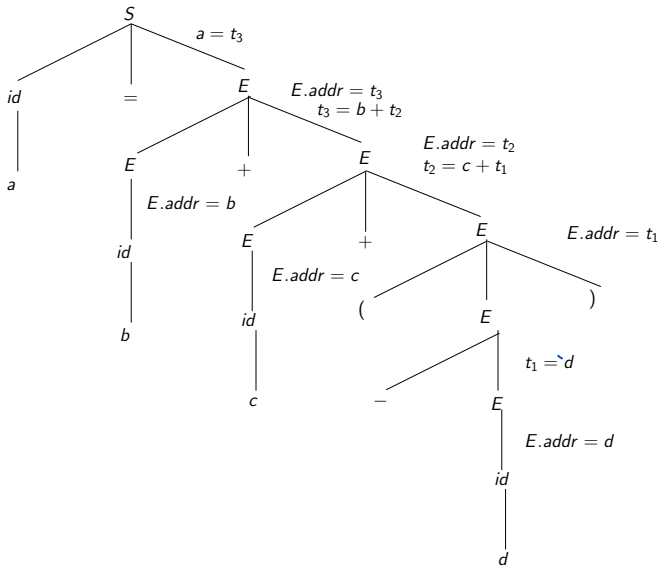 S
a = t₃
id
=
E
E.addr = t₃
t₃ = b + t₂
a
E
+
E
E.addr = t₂
t₂ = c + t₁
E.addr = b
id
E
+
E
E.addr = t₁
E.addr = c
b
id
(
E
)
t₁ = `d
c
−
E
E.addr = d
id
d